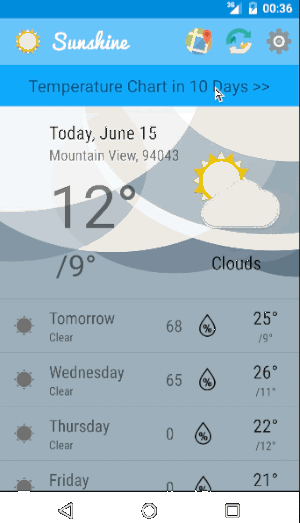 00:36
Sunshine
Temperature Chart in 10 Days >>
Today, June 15
Mountain View, 94043
12°
/9°
Clouds
Tomorrow
Clear
68
%
25°
/9°
Wednesday
Clear
65
%
26°
/11°
Thursday
Clear
0
%
22°
/12°
Friday
0
%
21°